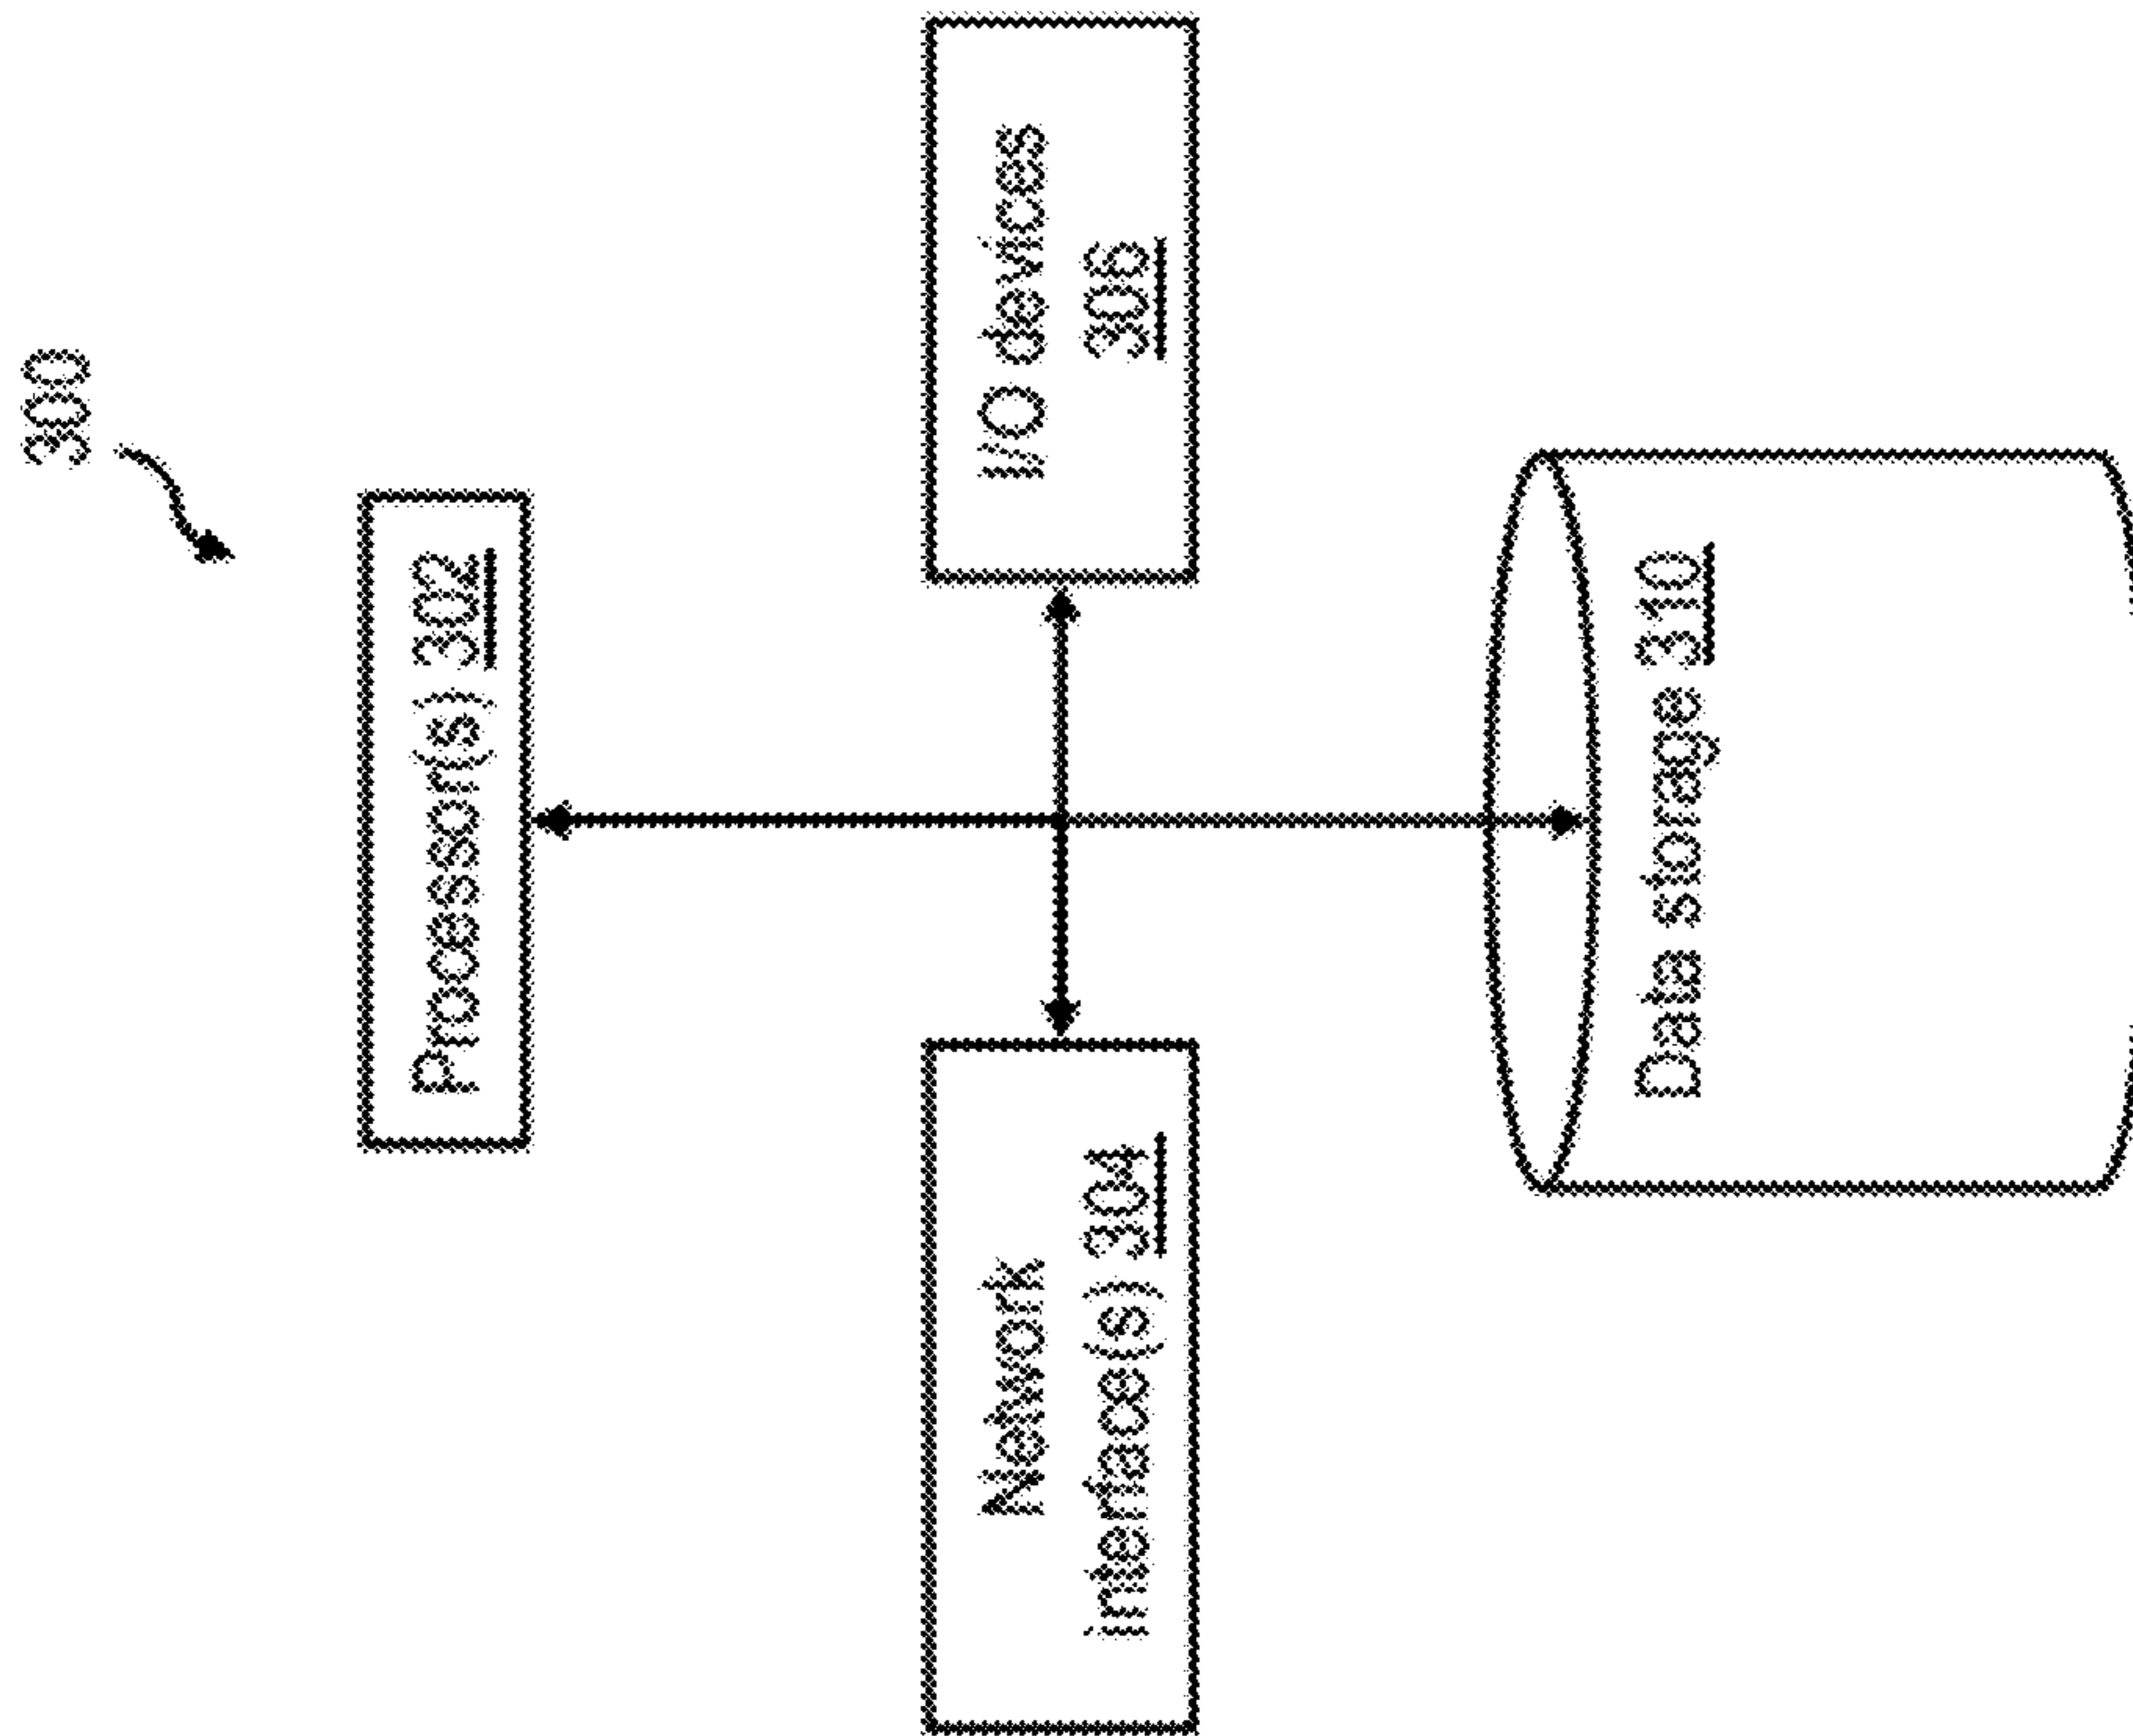 300
Processor(s) 302
Network
interface(s) 304
I/O devices
306
Data storage 310